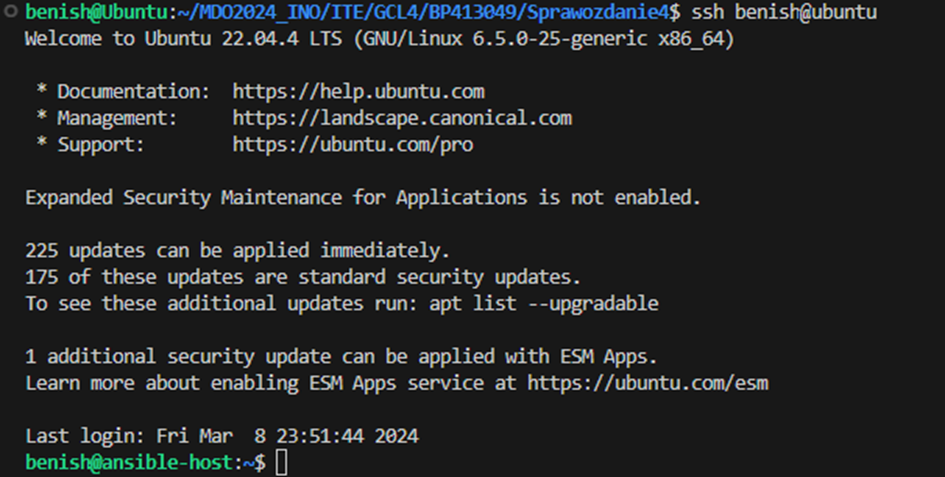 benish@Ubuntu:~/MDO2024_INO/ITE/GCL4/BP413049/Sprawozdanie4$ ssh benish@ubuntu
Welcome to Ubuntu 22.04.4 LTS (GNU/Linux 6.5.0-25-generic x86_64)
* Documentation:  https://help.ubuntu.com
* Management:     https://landscape.canonical.com
* Support:        https://ubuntu.com/pro
Expanded Security Maintenance for Applications is not enabled.
225 updates can be applied immediately.
175 of these updates are standard security updates.
To see these additional updates run: apt list --upgradable
1 additional security update can be applied with ESM Apps.
Learn more about enabling ESM Apps service at https://ubuntu.com/esm
Last login: Fri Mar  8 23:51:44 2024
benish@ansible-host:~$